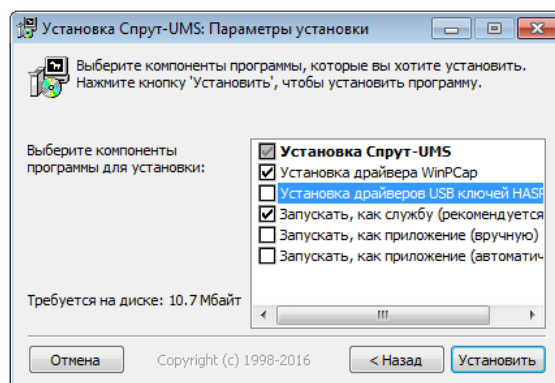 Установка Спрут-UMS: Параметры установки
Выберите компоненты программы, которые вы хотите установить.
Нажмите кнопку 'Установить', чтобы установить программу.
Выберите компоненты
программы для установки:
Установка Спрут-UMS
Установка драйвера WinPCap
Установка драйверов USB ключей HASP
Запускать, как службу (рекомендуется
Запускать, как приложение (вручную)
Запускать, как приложение (автоматич
Требуется на диске: 10.7 Мбайт
Отмена
Copyright (c) 1998-2016
< Назад
Установить